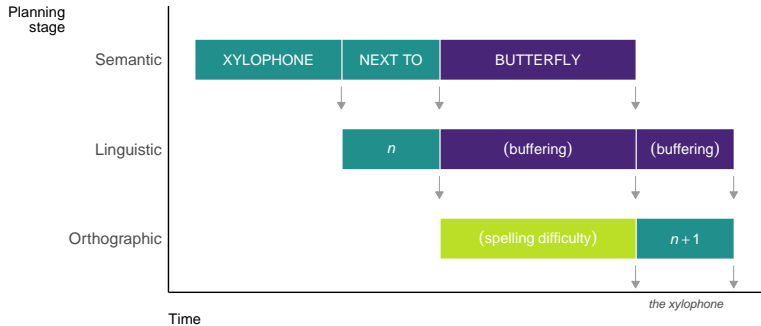 Planning
stage
Semantic
XYLOPHONE
NEXT TO
BUTTERFLY
Linguistic
n
(buffering)
(buffering)
Orthographic
(spelling difficulty)
n + 1
the xylophone
Time